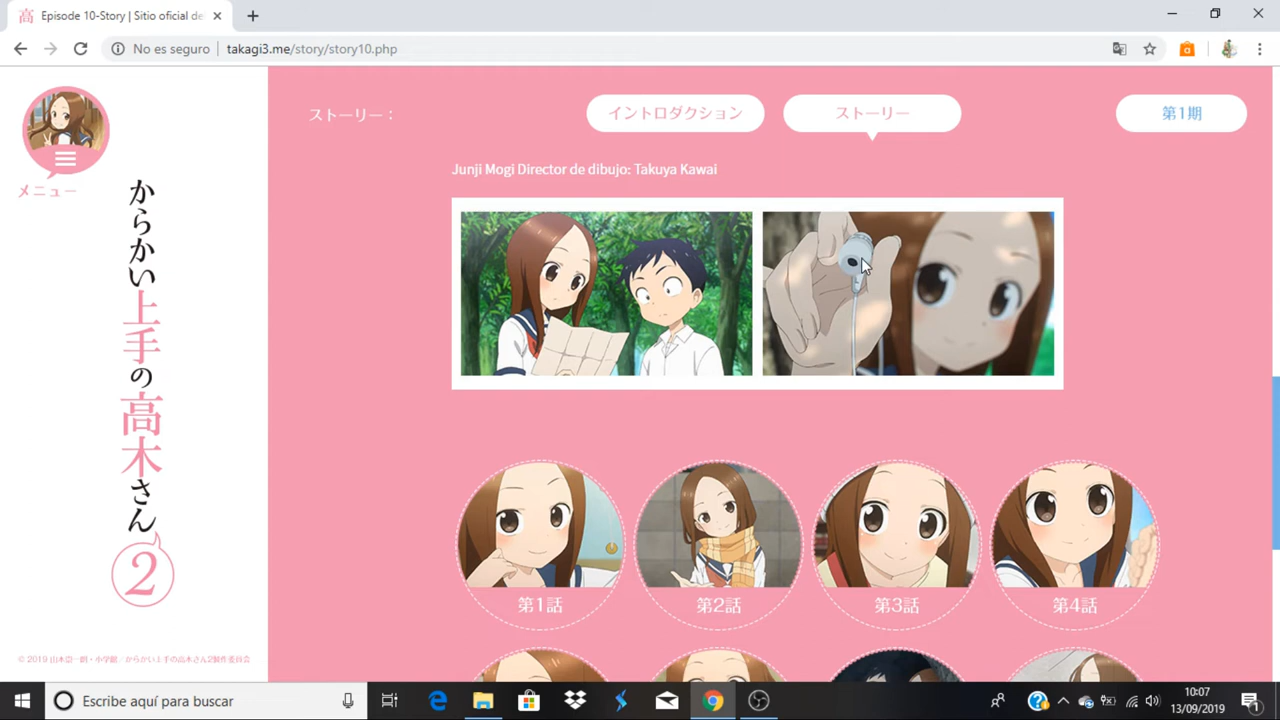 Episode 10-Story | Sitio oficial de
No es seguro
takagi3.me/story/story10.php
メニュー
からかい上手の高木さん
2
© 2019 山本崇一朗・小学館／からかい上手の高木さん2製作委員会
ストーリー：
イントロダクション
ストーリー
第1期
Junji Mogi Director de dibujo: Takuya Kawai
第1話
第2話
第3話
第4話
Escribe aquí para buscar
10:07
13/09/2019